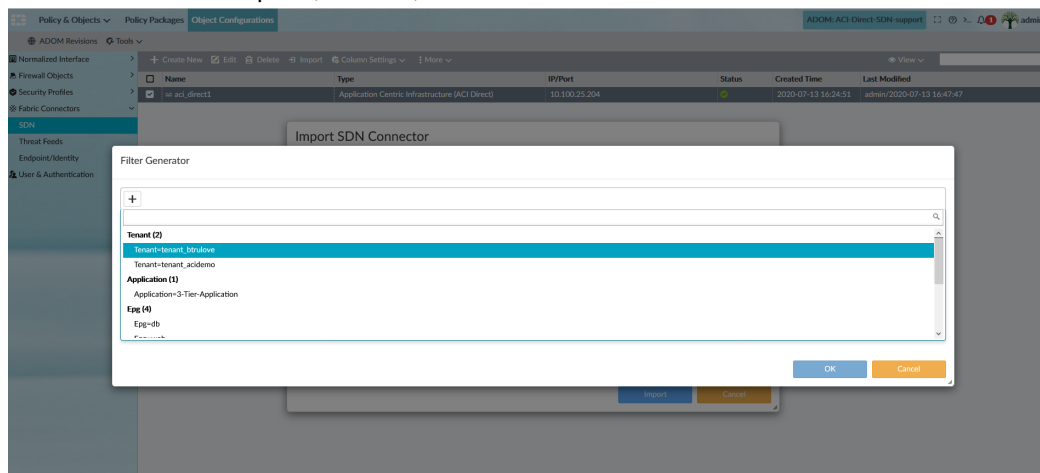 Policy & Objects Policy Packages Object Configurations ADOM: ACI-Direct-SDN-support 1 admi
ADOM Revisions Tools
Normalized Interface
Firewall Objects
Security Profiles
Fabric Connectors
SDN
Threat Feeds
Endpoint/Identity
User & Authentication
+ Create New Edit Delete Import Column Settings More View
Name Type IP/Port Status Created Time Last Modified
aci_direct1 Application Centric Infrastructure (ACI Direct) 10.100.25.204 2020-07-13 16:24:51 admin/2020-07-13 16:47:47
Import SDN Connector
Filter Generator
+
Tenant (2)
Tenant=tenant_btrulove
Tenant=tenant_acidemo
Application (1)
Application=3-Tier-Application
Epg (4)
Epg=db
OK Cancel
Import Cancel